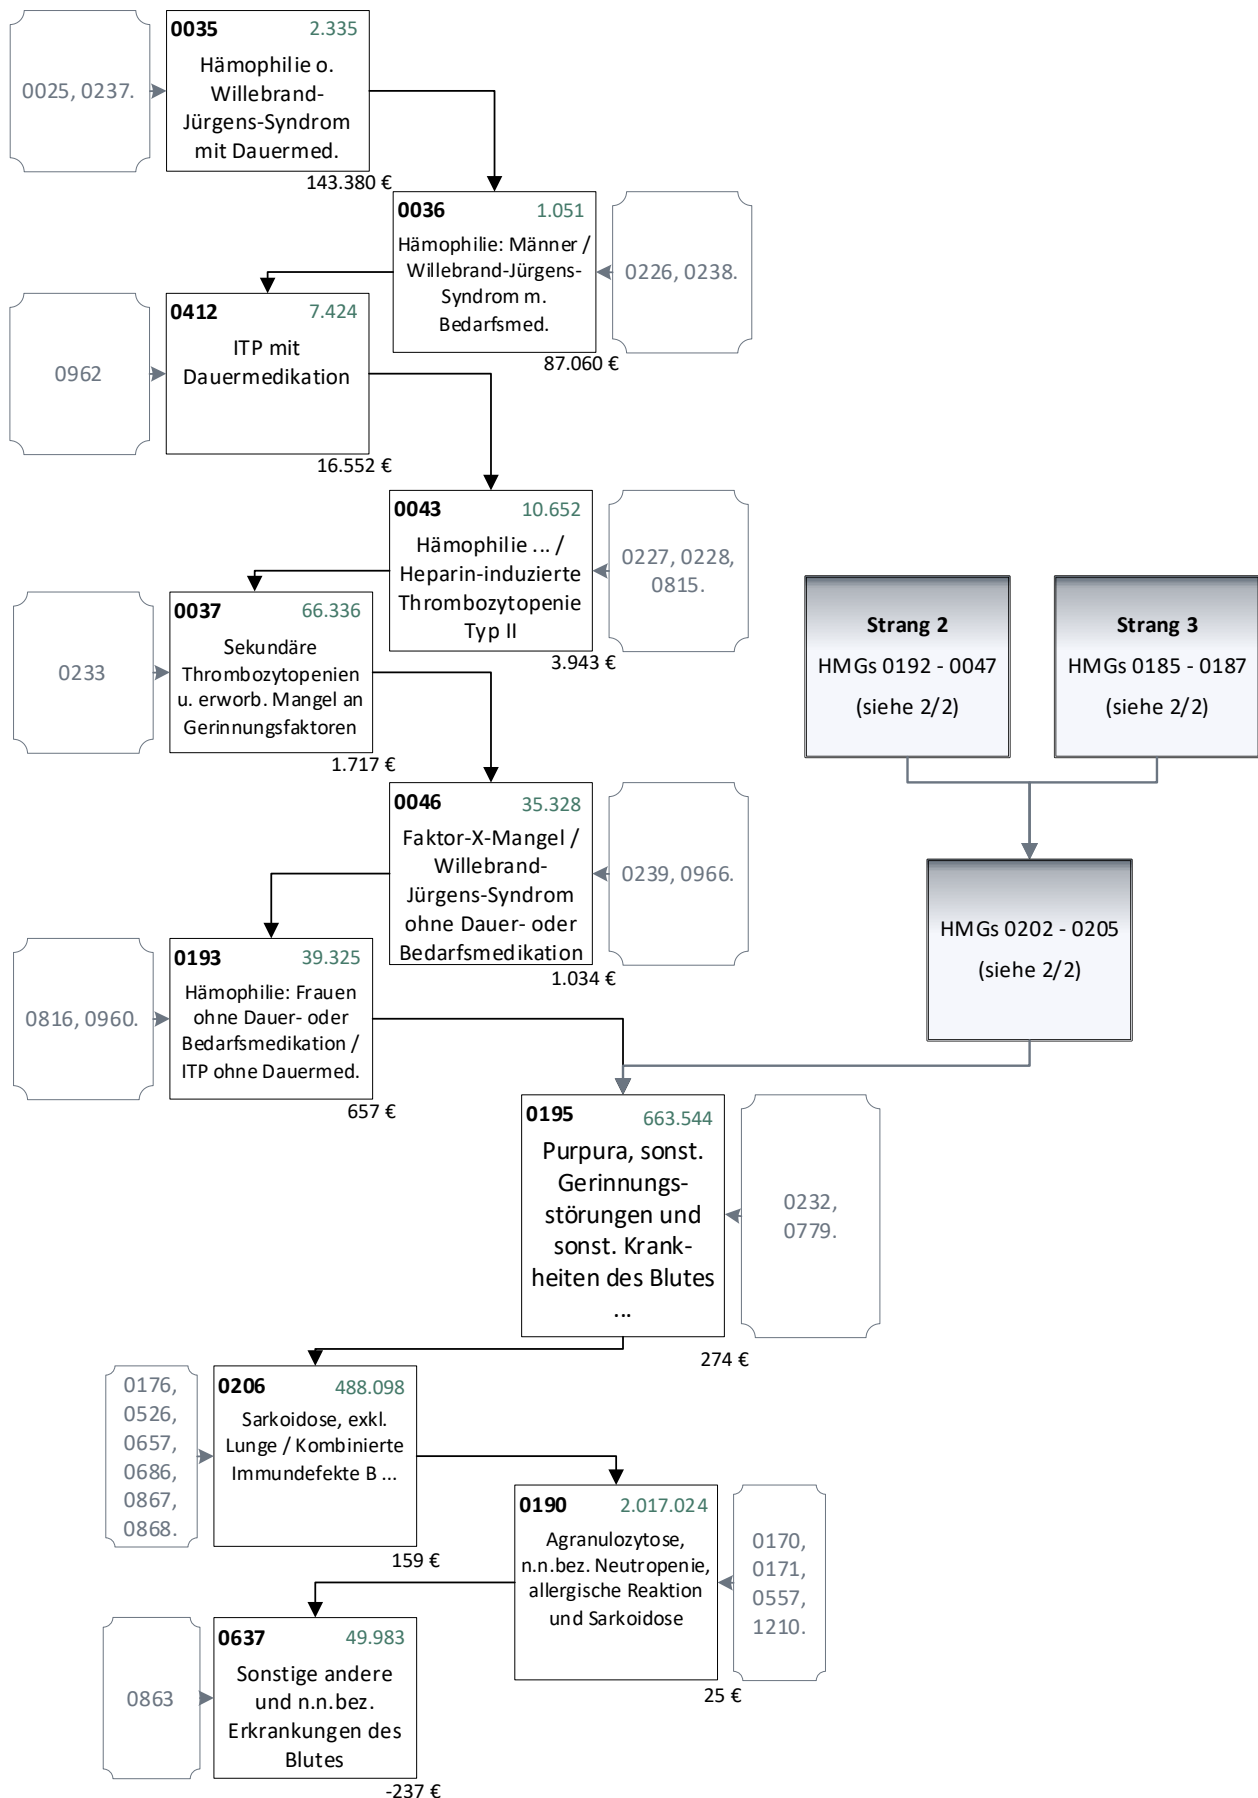 0025, 0237.
0035 2.335
Hämophilie o.
Willebrand-
Jürgens-Syndrom
mit Dauermed.
143.380 €
0036 1.051
Hämophilie: Männer /
Willebrand-Jürgens-
Syndrom m.
Bedarfsmed.
87.060 €
0226, 0238.
0962
0412 7.424
ITP mit
Dauermedikation
16.552 €
0043 10.652
Hämophilie ... /
Heparin-induzierte
Thrombozytopenie
Typ II
3.943 €
0227, 0228,
0815.
0233
0037 66.336
Sekundäre
Thrombozytopenien
u. erworb. Mangel an
Gerinnungsfaktoren
1.717 €
0046 35.328
Faktor-X-Mangel /
Willebrand-
Jürgens-Syndrom
ohne Dauer- oder
Bedarfsmedikation
1.034 €
0239, 0966.
Strang 2
HMGs 0192 - 0047
(siehe 2/2)
Strang 3
HMGs 0185 - 0187
(siehe 2/2)
HMGs 0202 - 0205
(siehe 2/2)
0816, 0960.
0193 39.325
Hämophilie: Frauen
ohne Dauer- oder
Bedarfsmedikation /
ITP ohne Dauermed.
657 €
0195 663.544
Purpura, sonst.
Gerinnungs-
störungen und
sonst. Krank-
heiten des Blutes
...
274 €
0232,
0779.
0176,
0526,
0657,
0686,
0867,
0868.
0206 488.098
Sarkoidose, exkl.
Lunge / Kombinierte
Immundefekte B ...
159 €
0190 2.017.024
Agranulozytose,
n.n.bez. Neutropenie,
allergische Reaktion
und Sarkoidose
25 €
0170,
0171,
0557,
1210.
0863
0637 49.983
Sonstige andere
und n.n.bez.
Erkrankungen des
Blutes
-237 €